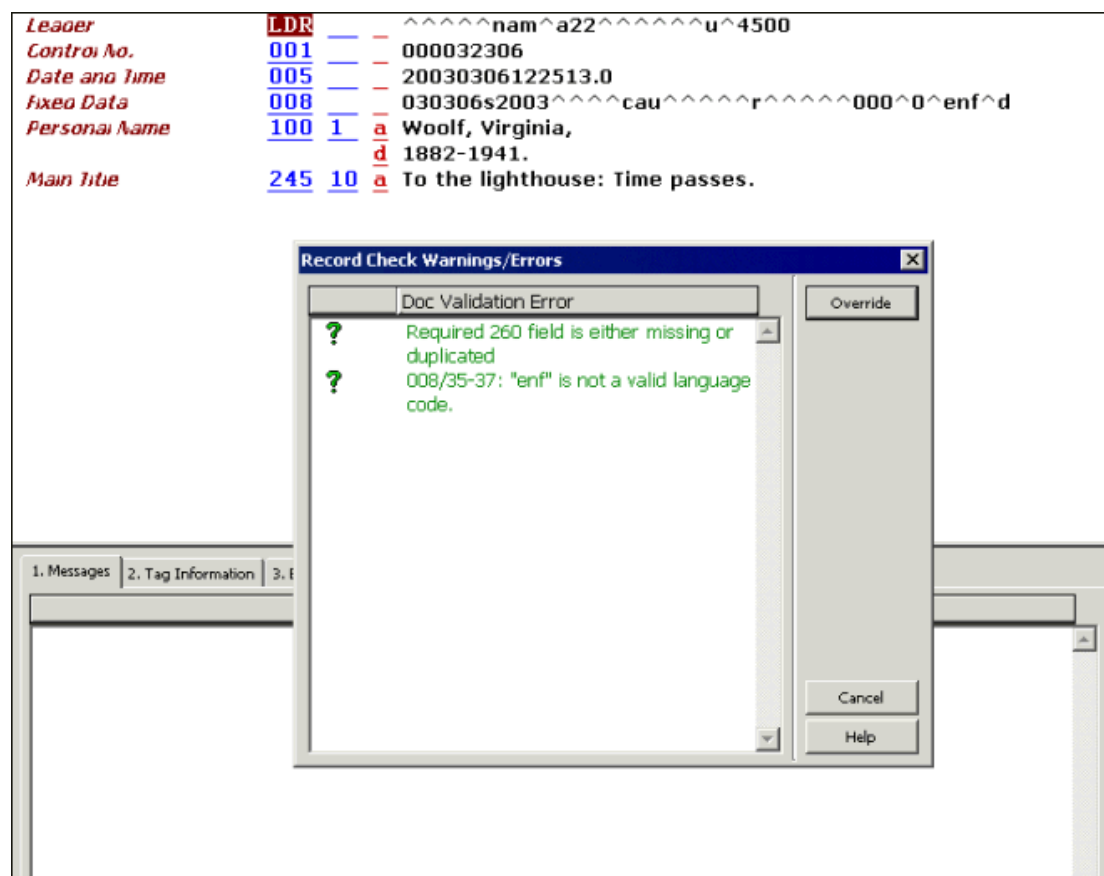 Leader LDR ^^^^^nam^a22^^^^^^u^4500
Control No. 001 000032306
Date and Time 005 20030306122513.0
Fixed Data 008 030306s2003^^^^cau^^^^^r^^^^^000^0^enf^d
Personal Name 100 1 a Woolf, Virginia,
d 1882-1941.
Main Title 245 10 a To the lighthouse: Time passes.
Record Check Warnings/Errors
Doc Validation Error
Override
? Required 260 field is either missing or
duplicated
? 008/35-37: "enf" is not a valid language
code.
1. Messages 2. Tag Information 3.
Cancel
Help